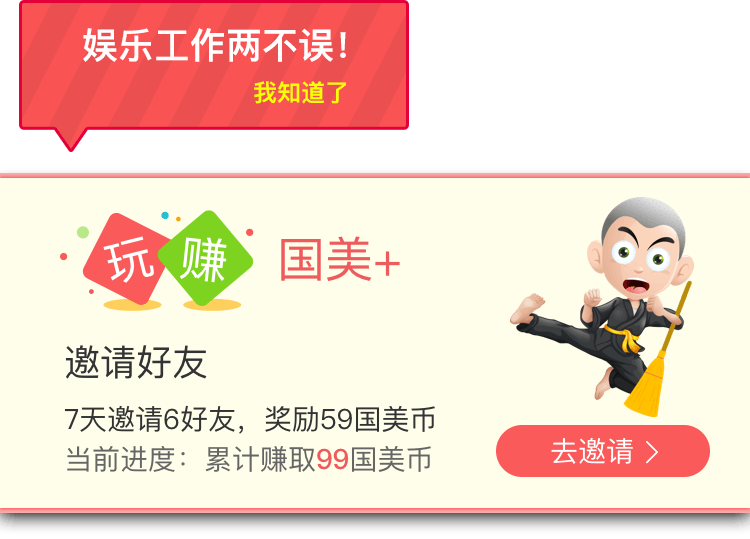 娱乐工作两不误!
我知道了
玩赚 国美+
邀请好友
7天邀请6好友，奖励59国美币
当前进度：累计赚取99国美币
去邀请 >